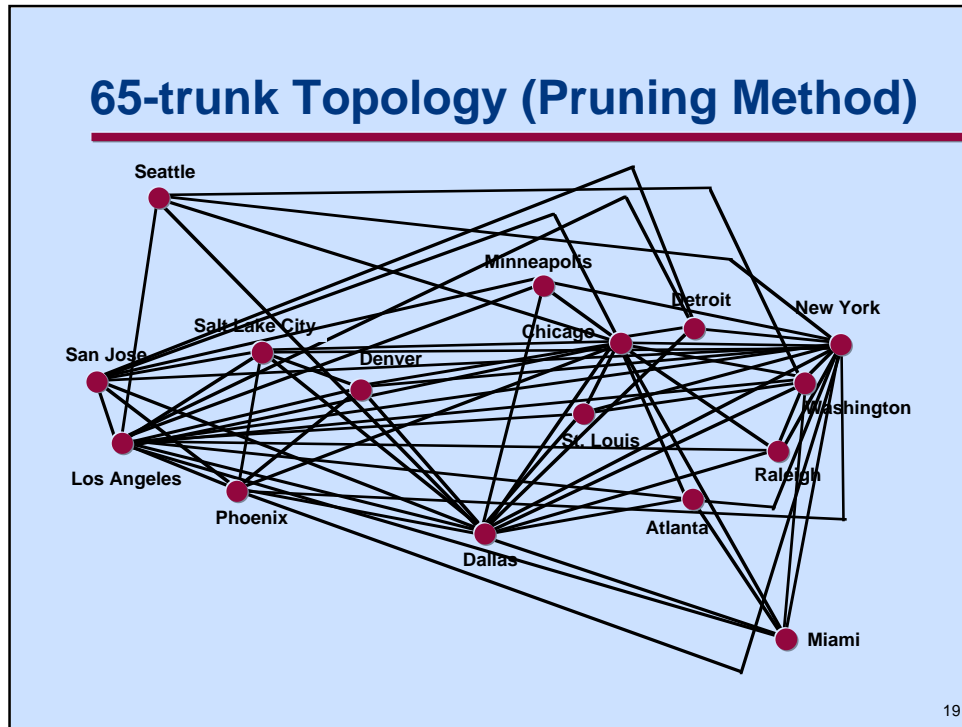 65-trunk Topology (Pruning Method)
Seattle
Minneapolis
Detroit
New York
Salt Lake City
Chicago
San Jose
Denver
Washington
St. Louis
Los Angeles
Raleigh
Phoenix
Atlanta
Dallas
Miami
19